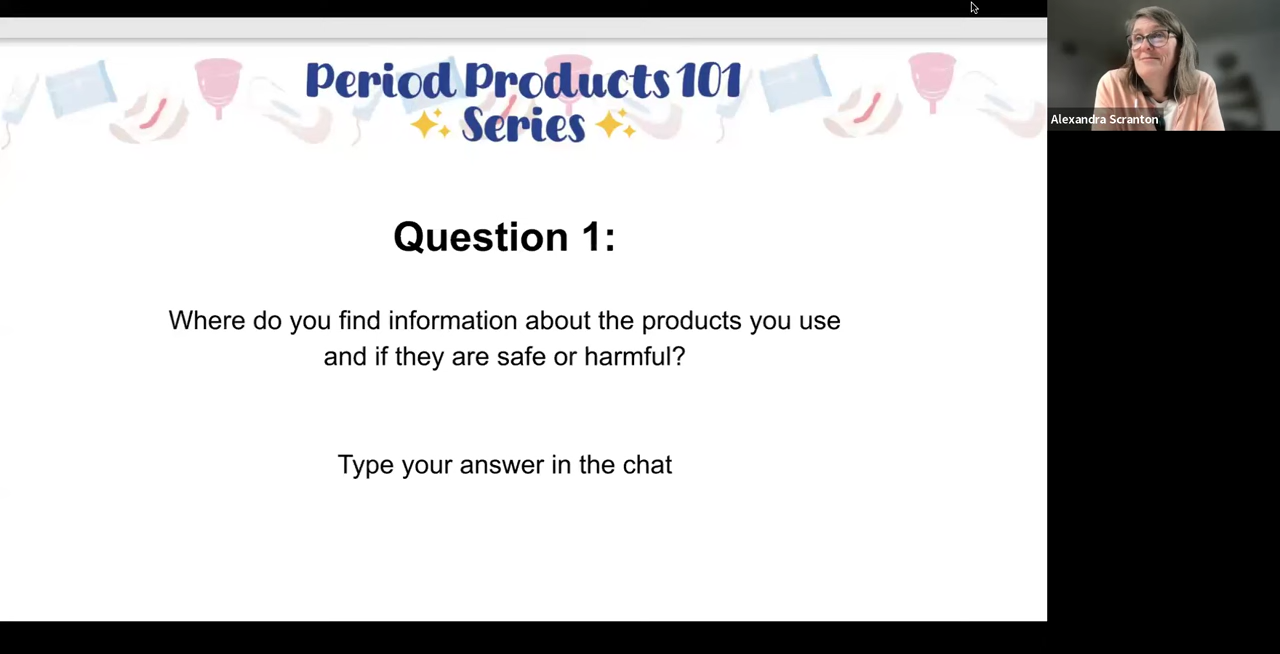 Period Products 101
Series
Question 1:
Where do you find information about the products you use
and if they are safe or harmful?
Type your answer in the chat
Alexandra Scranton